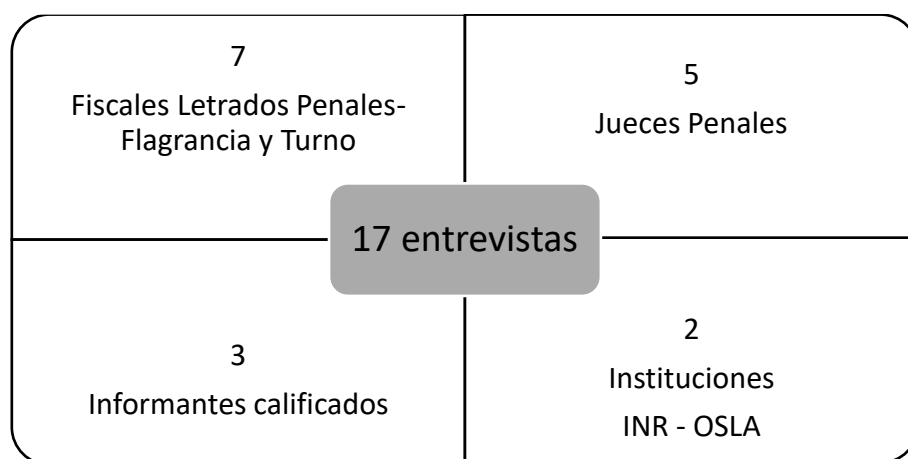 7
Fiscales Letrados Penales-
Flagrancia y Turno
5
Jueces Penales
17 entrevistas
3
Informantes calificados
2
Instituciones
INR - OSLA